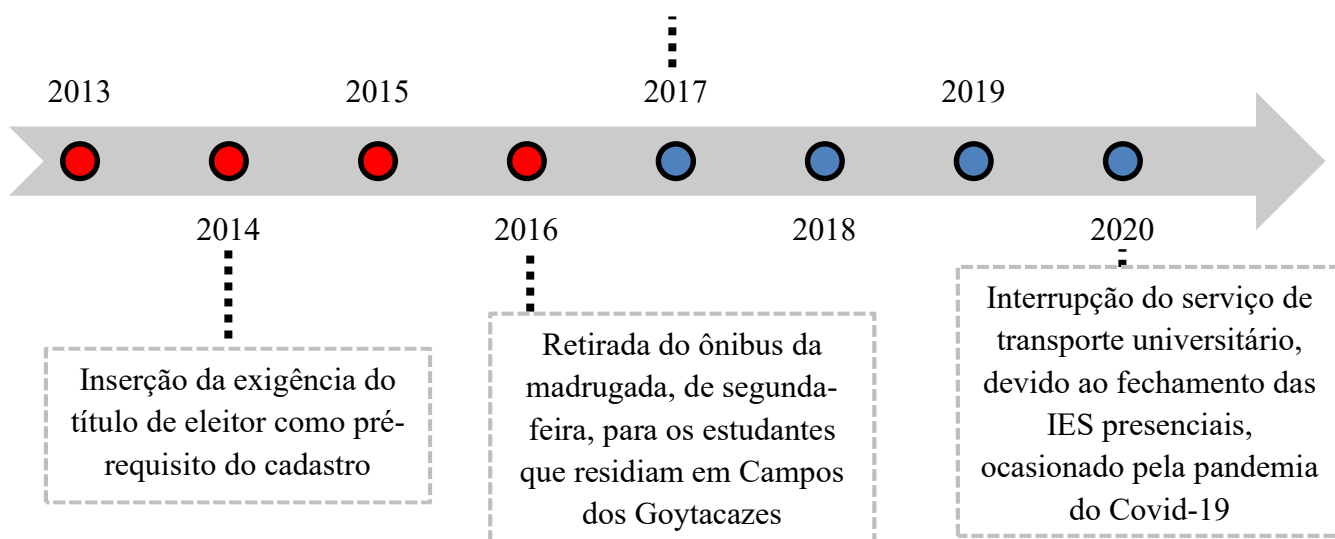 2013
2015
2017
2019
2014
2016
2018
2020
Inserção da exigência do
título de eleitor como pré-
requisito do cadastro
Retirada do ônibus da
madrugada, de segunda-
feira, para os estudantes
que residiam em Campos
dos Goytacazes
Interrupção do serviço de
transporte universitário,
devido ao fechamento das
IES presenciais,
ocasionado pela pandemia
do Covid-19